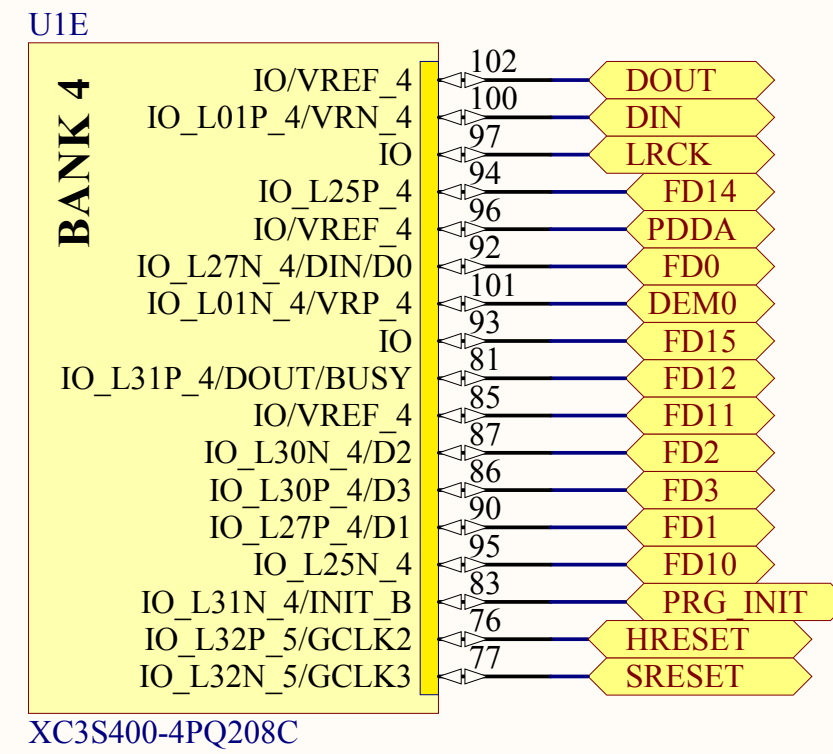 U1E
BANK 4
IO/VREF_4 102 DOUT
IO_L01P_4/VRN_4 100 DIN
IO 97 LRCK
IO_L25P_4 94 FD14
IO/VREF_4 96 PDDA
IO_L27N_4/DIN/D0 92 FD0
IO_L01N_4/VRP_4 101 DEM0
IO 93 FD15
IO_L31P_4/DOUT/BUSY 81 FD12
IO/VREF_4 85 FD11
IO_L30N_4/D2 87 FD2
IO_L30P_4/D3 86 FD3
IO_L27P_4/D1 90 FD1
IO_L25N_4 95 FD10
IO_L31N_4/INIT_B 83 PRG_INIT
IO_L32P_5/GCLK2 76 HRESET
IO_L32N_5/GCLK3 77 SRESET
XC3S400-4PQ208C